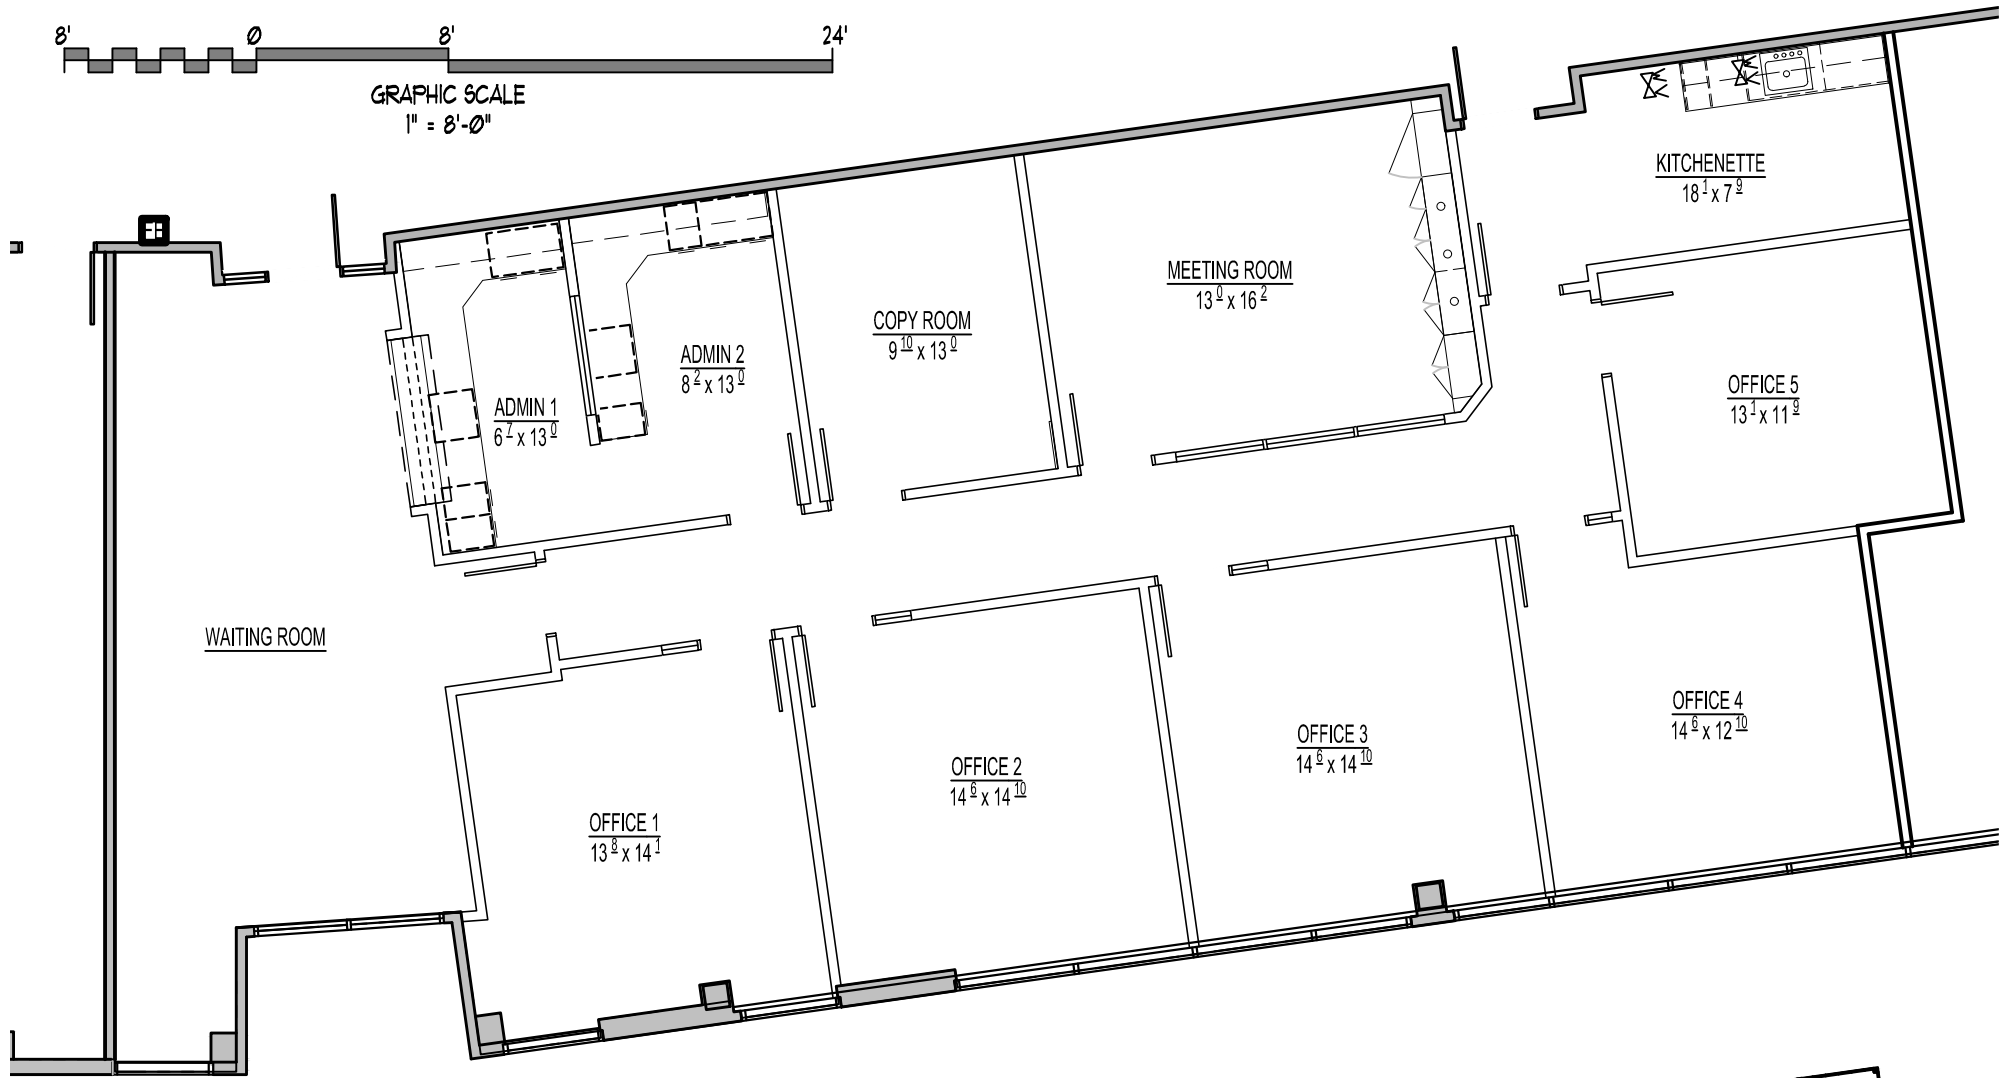 8' Ø 8' 24'
GRAPHIC SCALE
1" = 8'-Ø"
KITCHENETTE
18 1 x 7 9
MEETING ROOM
13 0 x 16 2
COPY ROOM
9 10 x 13 0
ADMIN 2
8 2 x 13 0
ADMIN 1
6 7 x 13 0
OFFICE 5
13 1 x 11 9
WAITING ROOM
OFFICE 4
14 6 x 12 10
OFFICE 3
14 6 x 14 10
OFFICE 2
14 6 x 14 10
OFFICE 1
13 8 x 14 1